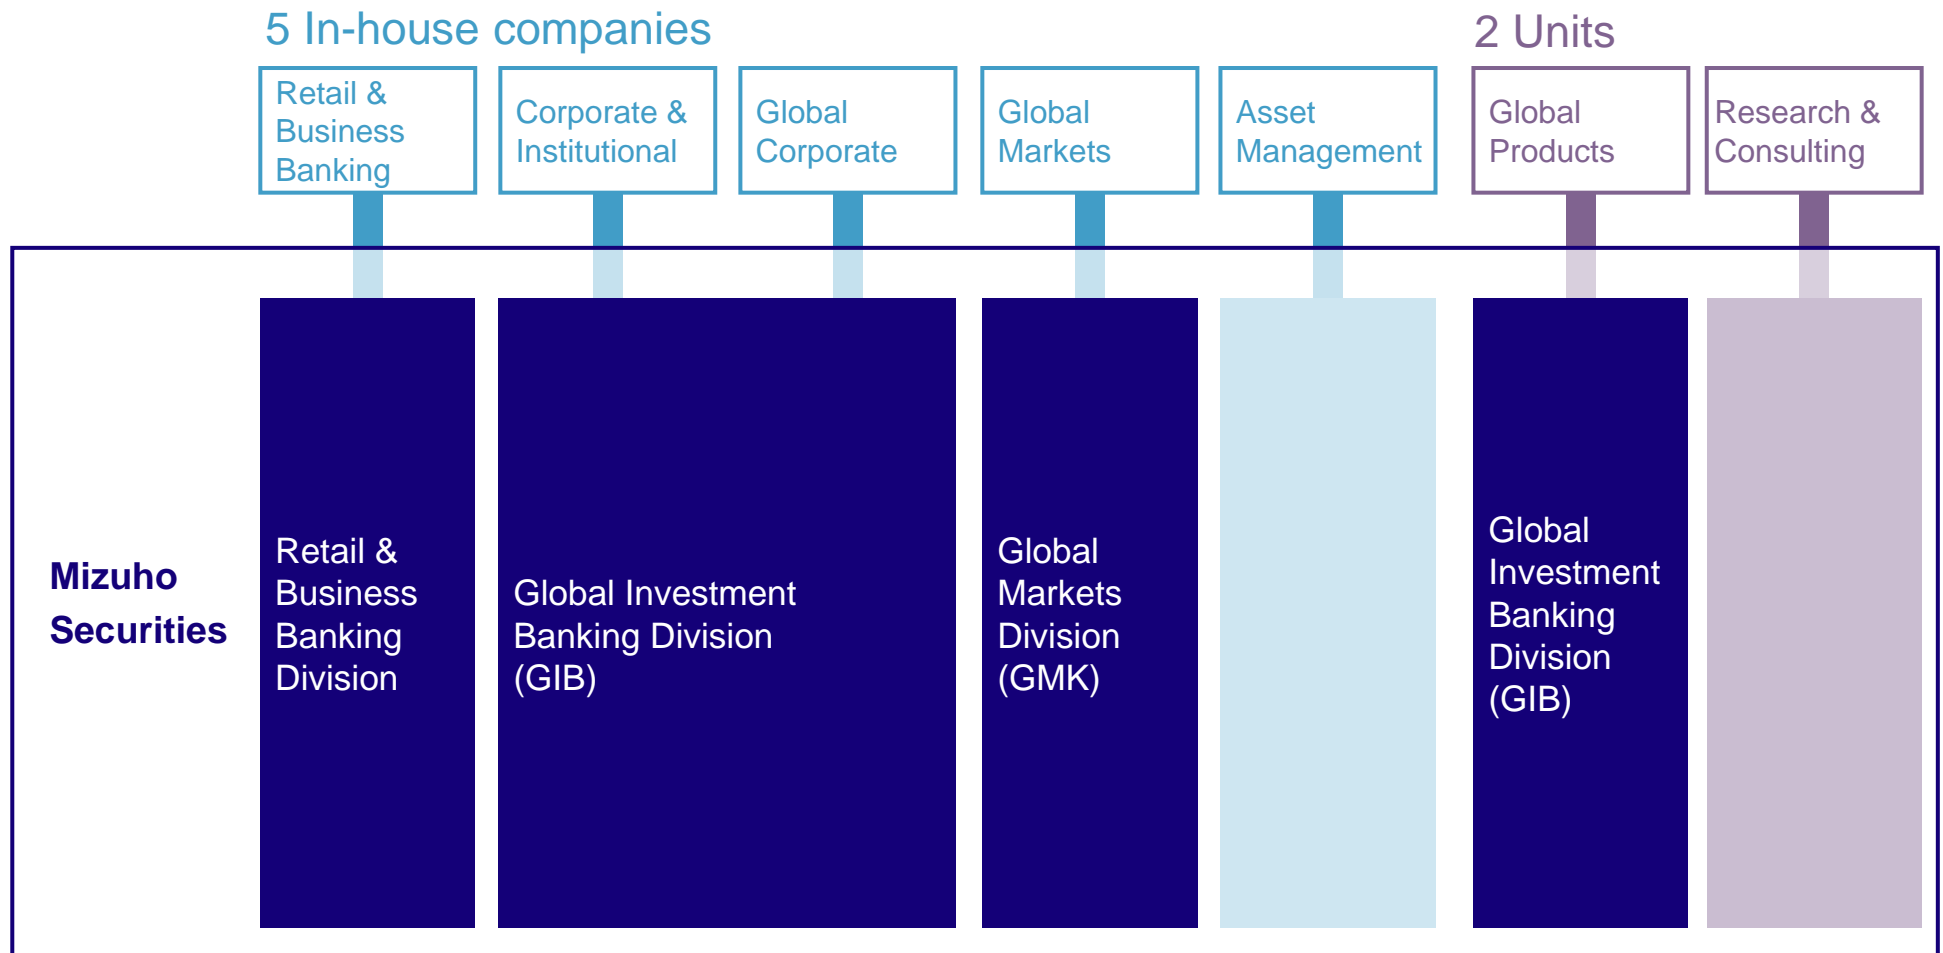 5 In-house companies
2 Units
Retail &
Business
Banking
Corporate &
Institutional
Global
Corporate
Global
Markets
Asset
Management
Global
Products
Research &
Consulting
Mizuho
Securities
Retail &
Business
Banking
Division
Global Investment
Banking Division
(GIB)
Global
Markets
Division
(GMK)
Global
Investment
Banking
Division
(GIB)